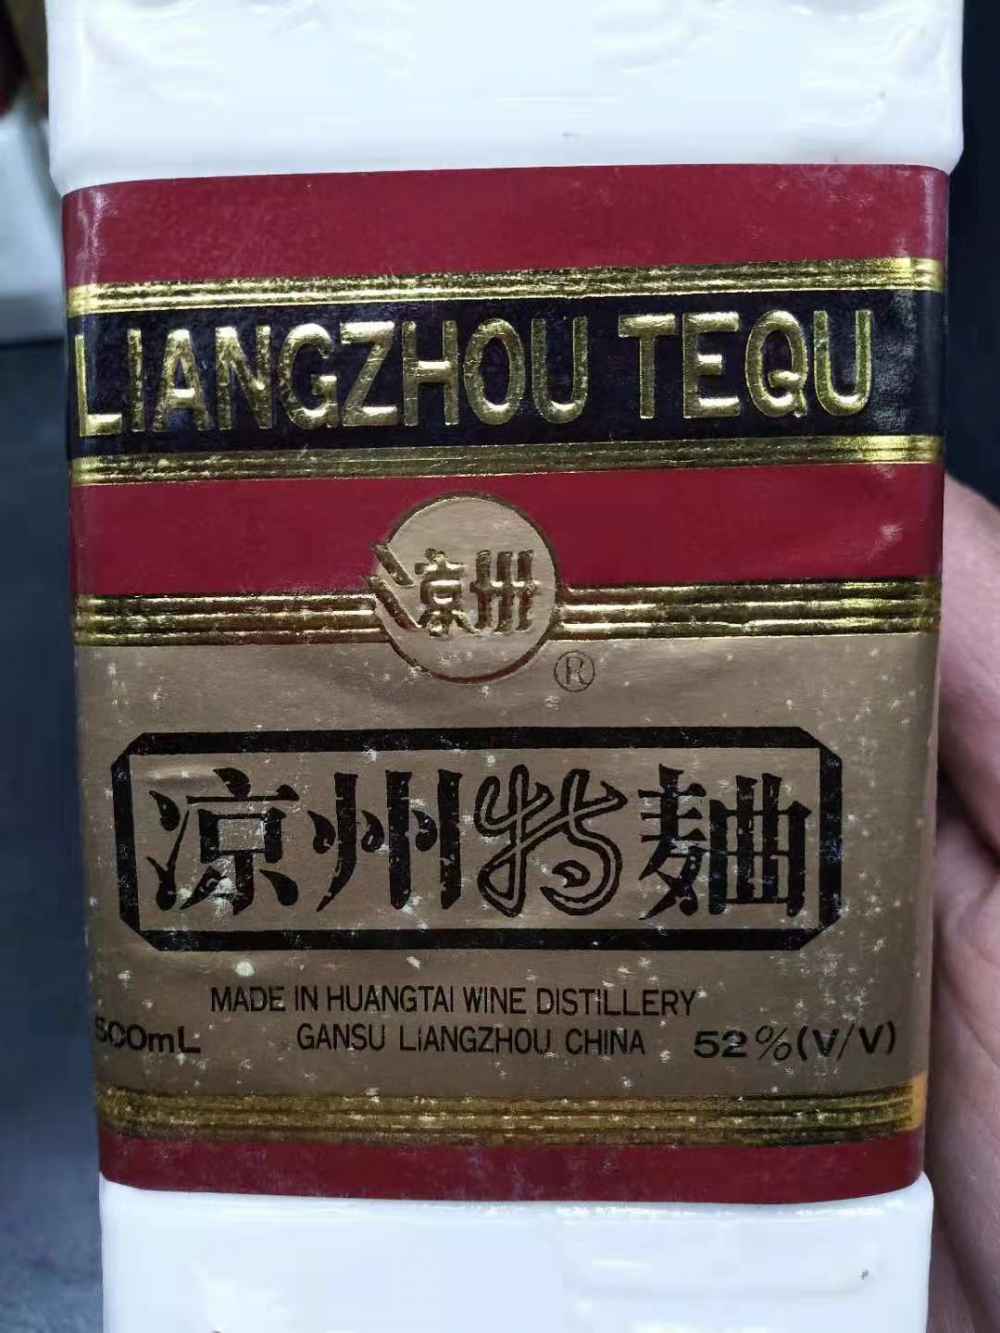 LIANGZHOU TEQU
凉州
®
凉州特麯
MADE IN HUANGTAI WINE DISTILLERY
500mL GANSU LIANGZHOU CHINA 52%(V/V)